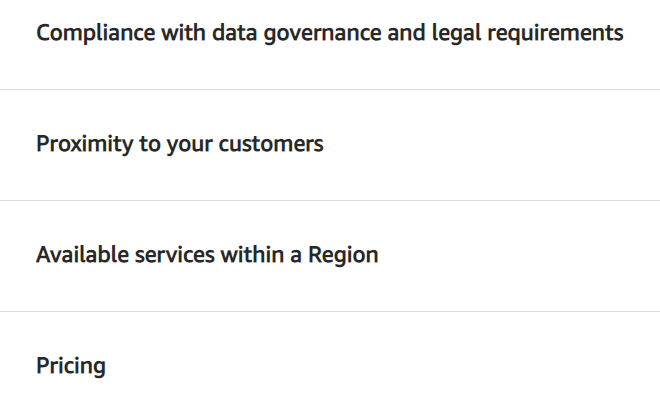 Compliance with data governance and legal requirements
Proximity to your customers
Available services within a Region
Pricing